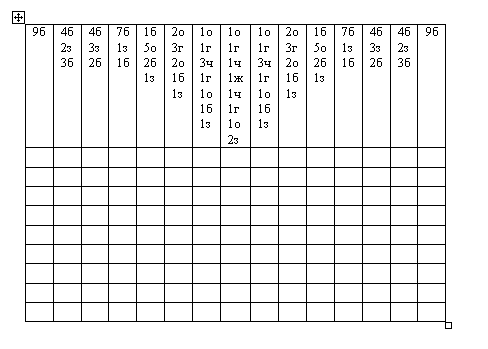 9б 4б 4б 7б 1б 2о 1о 1о 1о 2о 1б 7б 4б 4б 9б
2з 3з 1з 5о 3г 1г 1г 1г 3г 5о 1з 3з 2з
3б 2б 1б 2б 2о 3ч 1ч 3ч 2о 2б 1б 2б 3б
1з 1б 1г 1ж 1г 1б 1з
1з 1о 1ч 1о 1з
1б 1г 1б
1з 1о 1з
2з